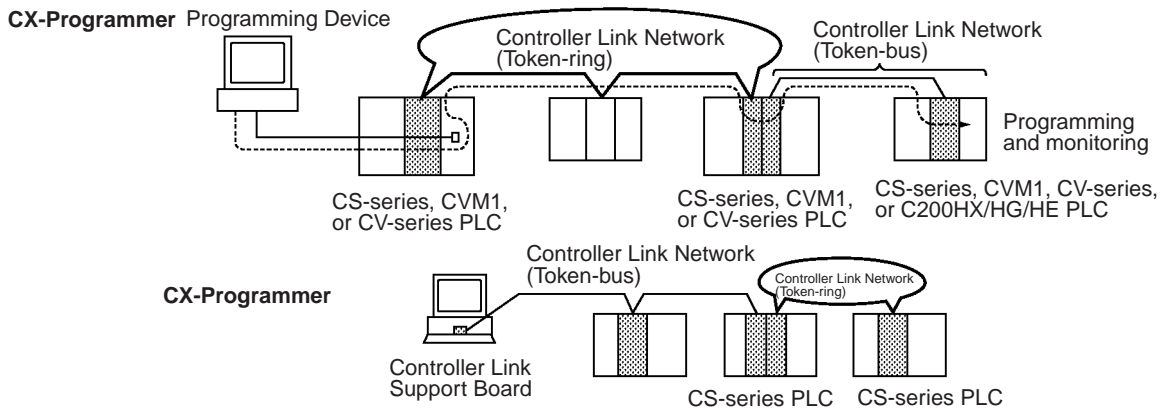 CX-Programmer Programming Device
Controller Link Network
(Token-ring)
Controller Link Network
(Token-bus)
Programming
and monitoring
CS-series, CVM1,
or CV-series PLC
CS-series, CVM1,
or CV-series PLC
CS-series, CVM1, CV-series,
or C200HX/HG/HE PLC
Controller Link Network
(Token-bus)
Controller Link Network
(Token-ring)
CX-Programmer
Controller Link
Support Board
CS-series PLC
CS-series PLC